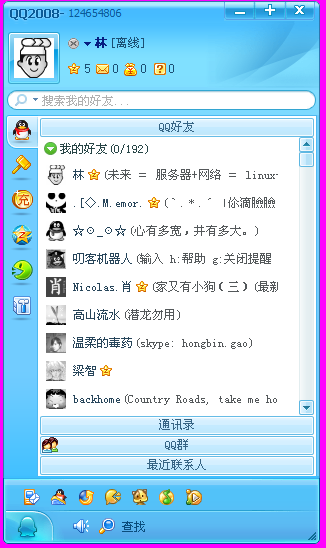 QQ2008- 124654806
林 [离线]
5 0 0 0
搜索我的好友...
QQ好友
我的好友(0/192)
林 (未来 = 服务器+网络 = linux
.[◇.M.emor. (`.*.´ |伱滴臉臉
☆⊙_⊙☆(心有多宽，井有多大。)
叨客机器人(输入 h:帮助 g:关闭提醒
Nicolas.肖 (家又有小狗(三) (最新
高山流水(潜龙勿用)
温柔的毒药(skype: hongbin.gao)
梁智
backhome(Country Roads, take me ho
通讯录
QQ群
最近联系人
查找